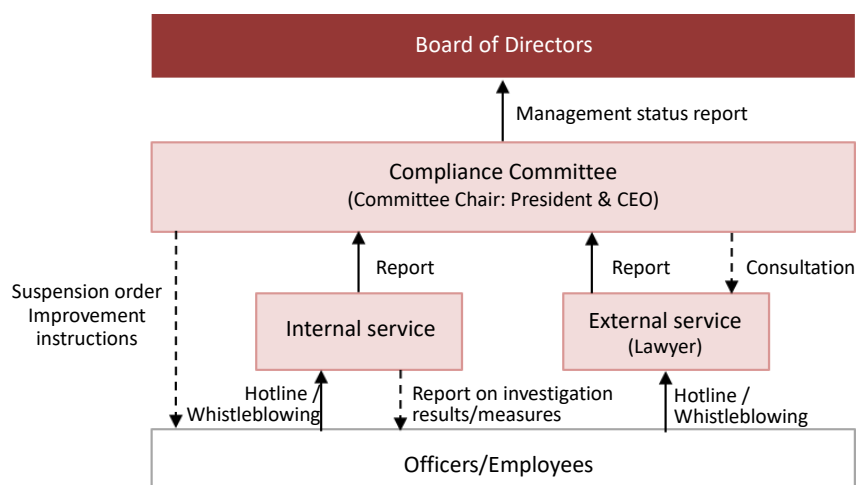 Board of Directors
Management status report
Compliance Committee
(Committee Chair: President & CEO)
Report
Report
Consultation
Suspension order
Improvement
instructions
Internal service
External service
(Lawyer)
Hotline /
Whistleblowing
Report on investigation
results/measures
Hotline /
Whistleblowing
Officers/Employees